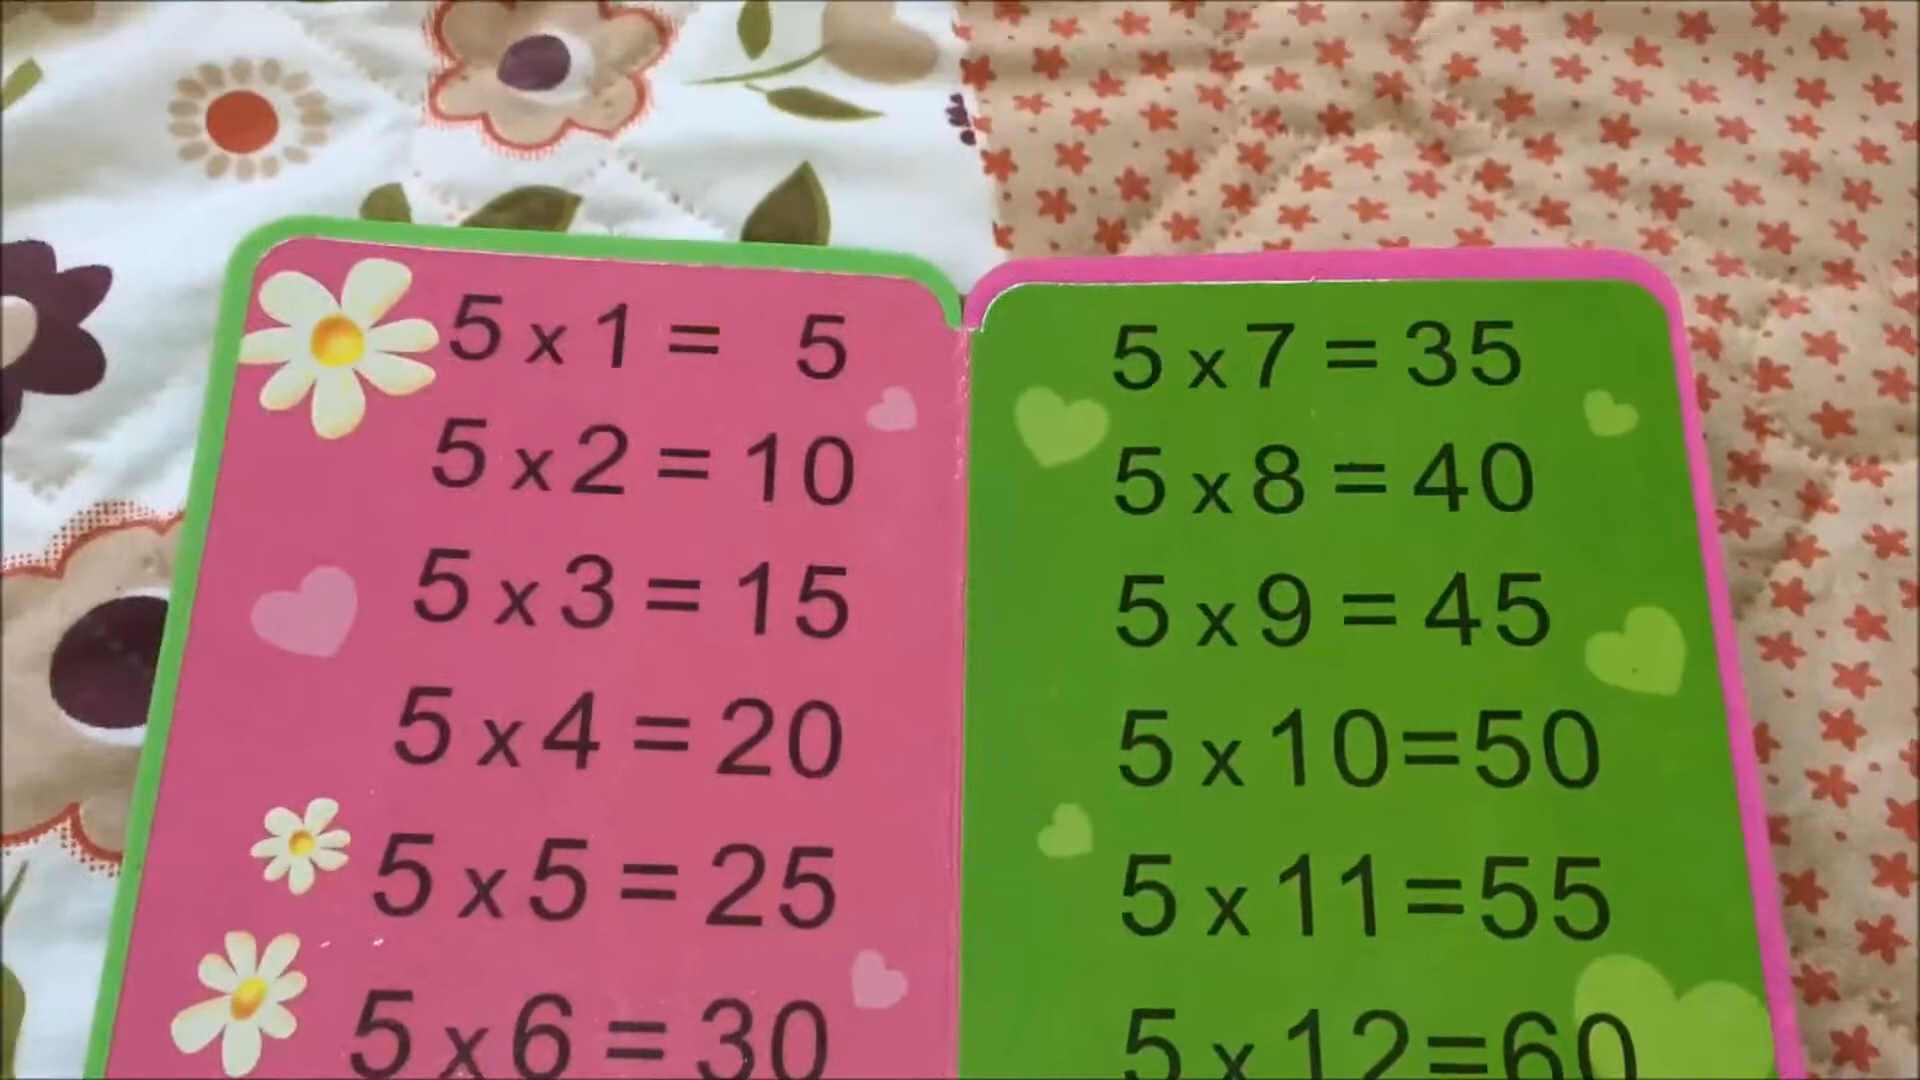 5 x 1 = 5
5 x 2 = 10
5 x 3 = 15
5 x 4 = 20
5 x 5 = 25
5 x 6 = 30
5 x 7 = 35
5 x 8 = 40
5 x 9 = 45
5 x 10=50
5 x 11=55
5 x 12=60